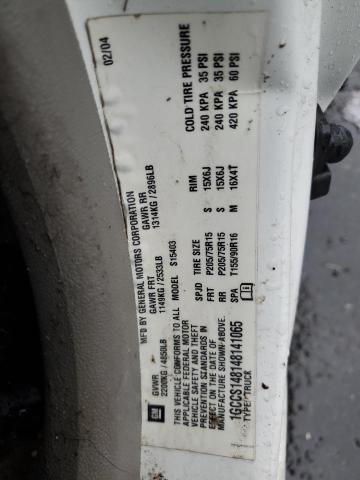 MFD BY GENERAL MOTORS CORPORATION 02/04
GVWR GAWR FRT GAWR RR
2200KG / 4850LB 1149KG / 2533LB 1314KG / 2896LB
THIS VEHICLE CONFORMS TO ALL
APPLICABLE FEDERAL MOTOR
VEHICLE SAFETY AND THEFT
PREVENTION STANDARDS IN
EFFECT ON THE DATE OF
MANUFACTURE SHOWN ABOVE.
1GCCS148148141065
TYPE: TRUCK
MODEL S15403
SPJD TIRE SIZE RIM COLD TIRE PRESSURE
FRT P205/75R15 S 15X6J 240 KPA 35 PSI
RR P205/75R15 S 15X6J 240 KPA 35 PSI
SPA T155/90R16 M 16X4T 420 KPA 60 PSI
GM